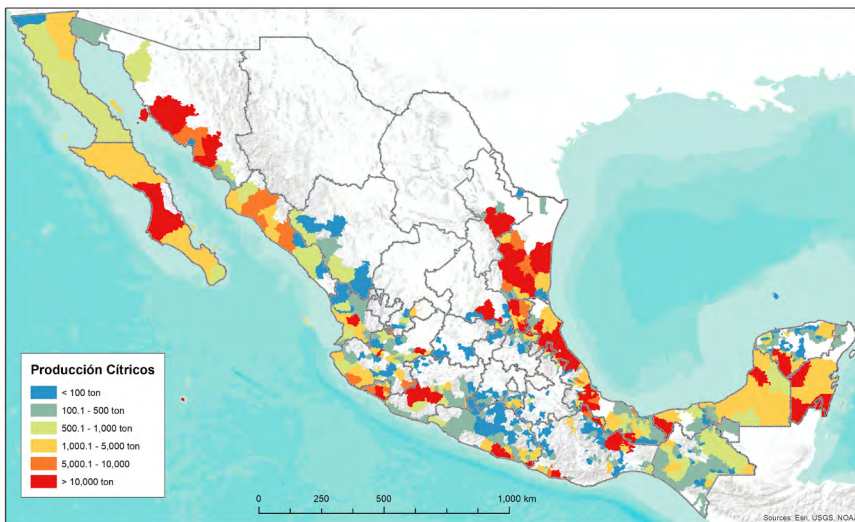 Producción Cítricos
< 100 ton
100.1 - 500 ton
500.1 - 1,000 ton
1,000.1 - 5,000 ton
5,000.1 - 10,000
> 10,000 ton
0 250 500 1,000 km
Sources: Esri, USGS, NOAA